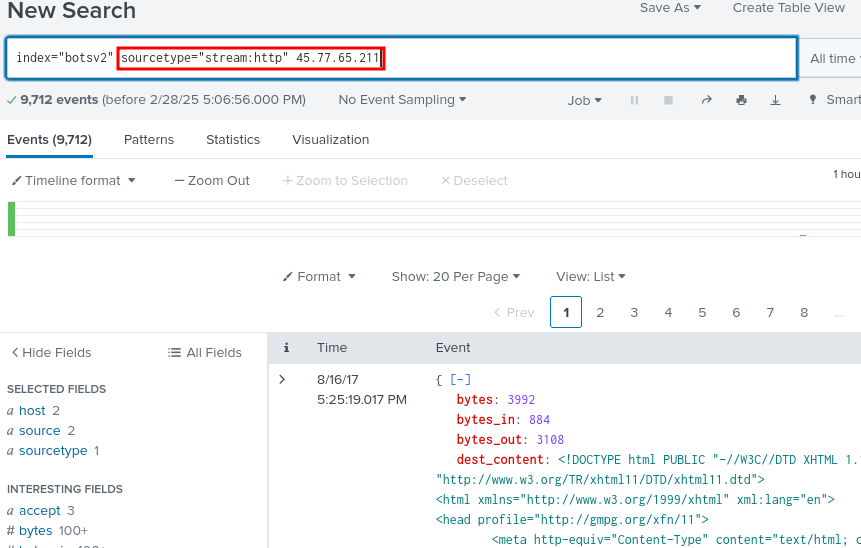 New Search
Save As ▾ Create Table View
index="botsv2" sourcetype="stream:http" 45.77.65.211
All time
✓ 9,712 events (before 2/28/25 5:06:56.000 PM) No Event Sampling ▾ Job ▾ Smart
Events (9,712) Patterns Statistics Visualization
Timeline format ▾ — Zoom Out + Zoom to Selection × Deselect
1 hou
Format ▾ Show: 20 Per Page ▾ View: List ▾
< Prev 1 2 3 4 5 6 7 8 ...
< Hide Fields All Fields
i Time Event
SELECTED FIELDS
a host 2
a source 2
a sourcetype 1
INTERESTING FIELDS
a accept 3
# bytes 100+
> 8/16/17
5:25:19.017 PM
{ [-]
bytes: 3992
bytes_in: 884
bytes_out: 3108
dest_content: <!DOCTYPE html PUBLIC "-//W3C//DTD XHTML 1.
"http://www.w3.org/TR/xhtml11/DTD/xhtml11.dtd">
<html xmlns="http://www.w3.org/1999/xhtml" xml:lang="en">
<head profile="http://gmpg.org/xfn/11">
<meta http-equiv="Content-Type" content="text/html; c